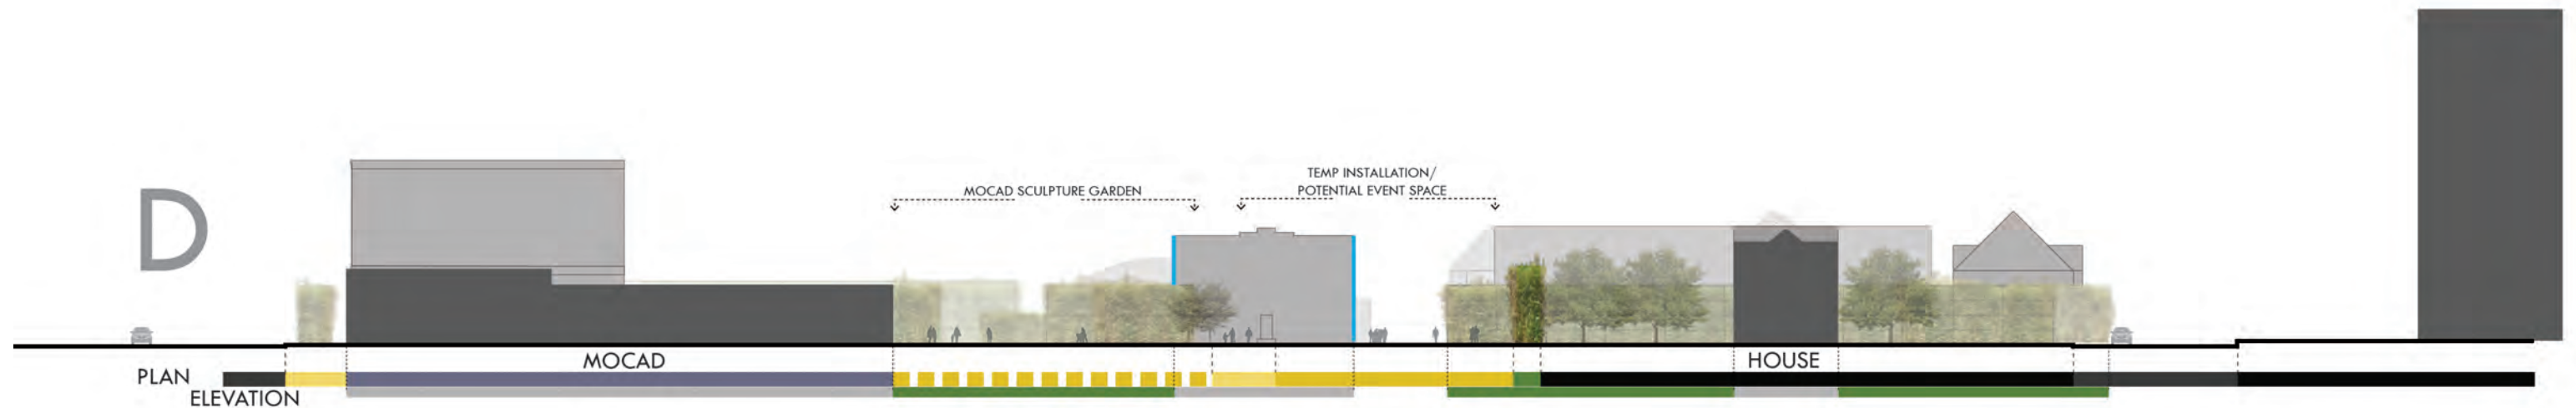 D
MOCAD SCULPTURE GARDEN
TEMP INSTALLATION/
POTENTIAL EVENT SPACE
MOCAD
HOUSE
PLAN
ELEVATION